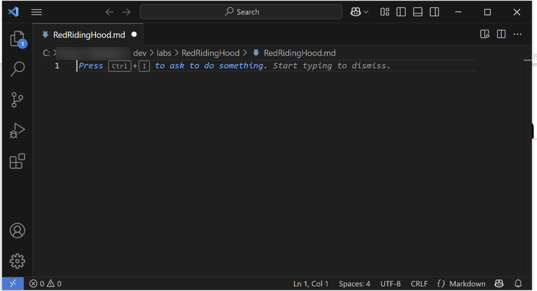 Search
1
RedRidingHood.md
C: > dev > labs > RedRidingHood > RedRidingHood.md
1 Press Ctrl+I to ask to do something. Start typing to dismiss.
0 0 Ln 1, Col 1 Spaces: 4 UTF-8 CRLF {} Markdown